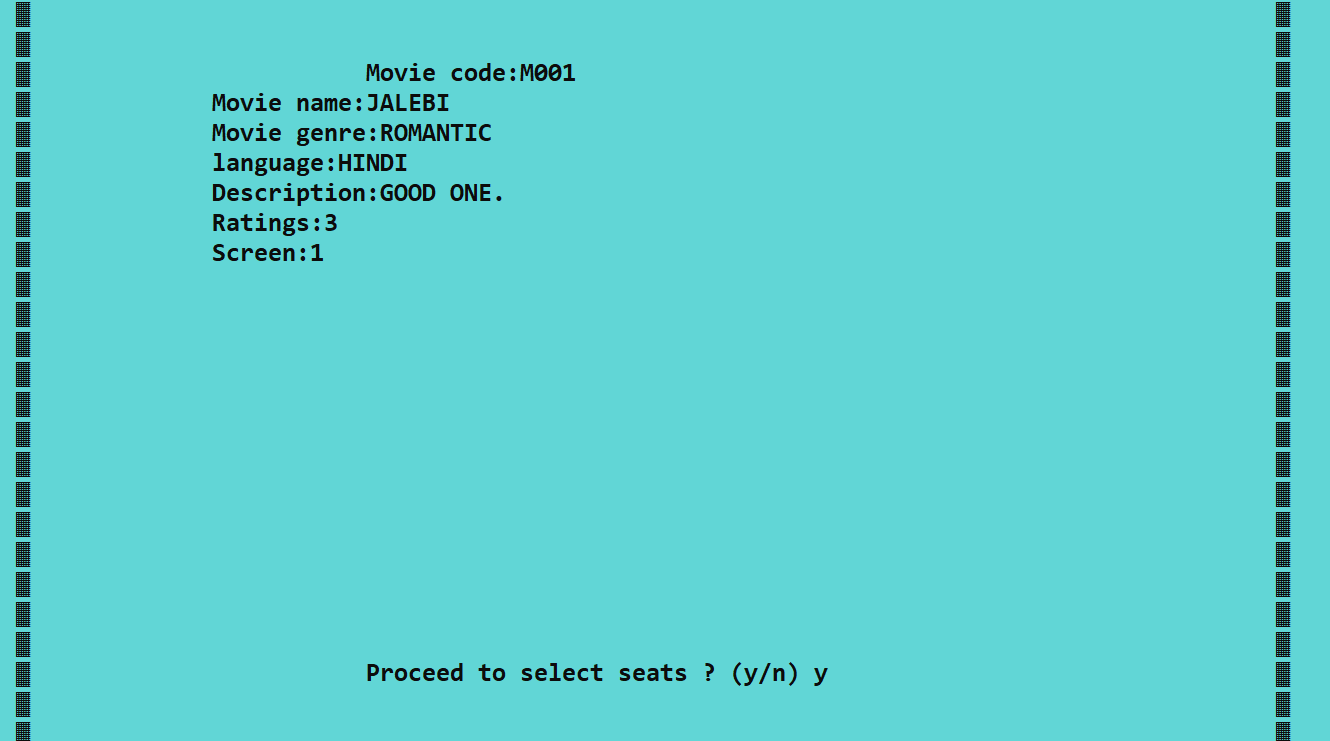 Movie code:M001
Movie name:JALEBI
Movie genre:ROMANTIC
language:HINDI
Description:GOOD ONE.
Ratings:3
Screen:1
Proceed to select seats ? (y/n) y